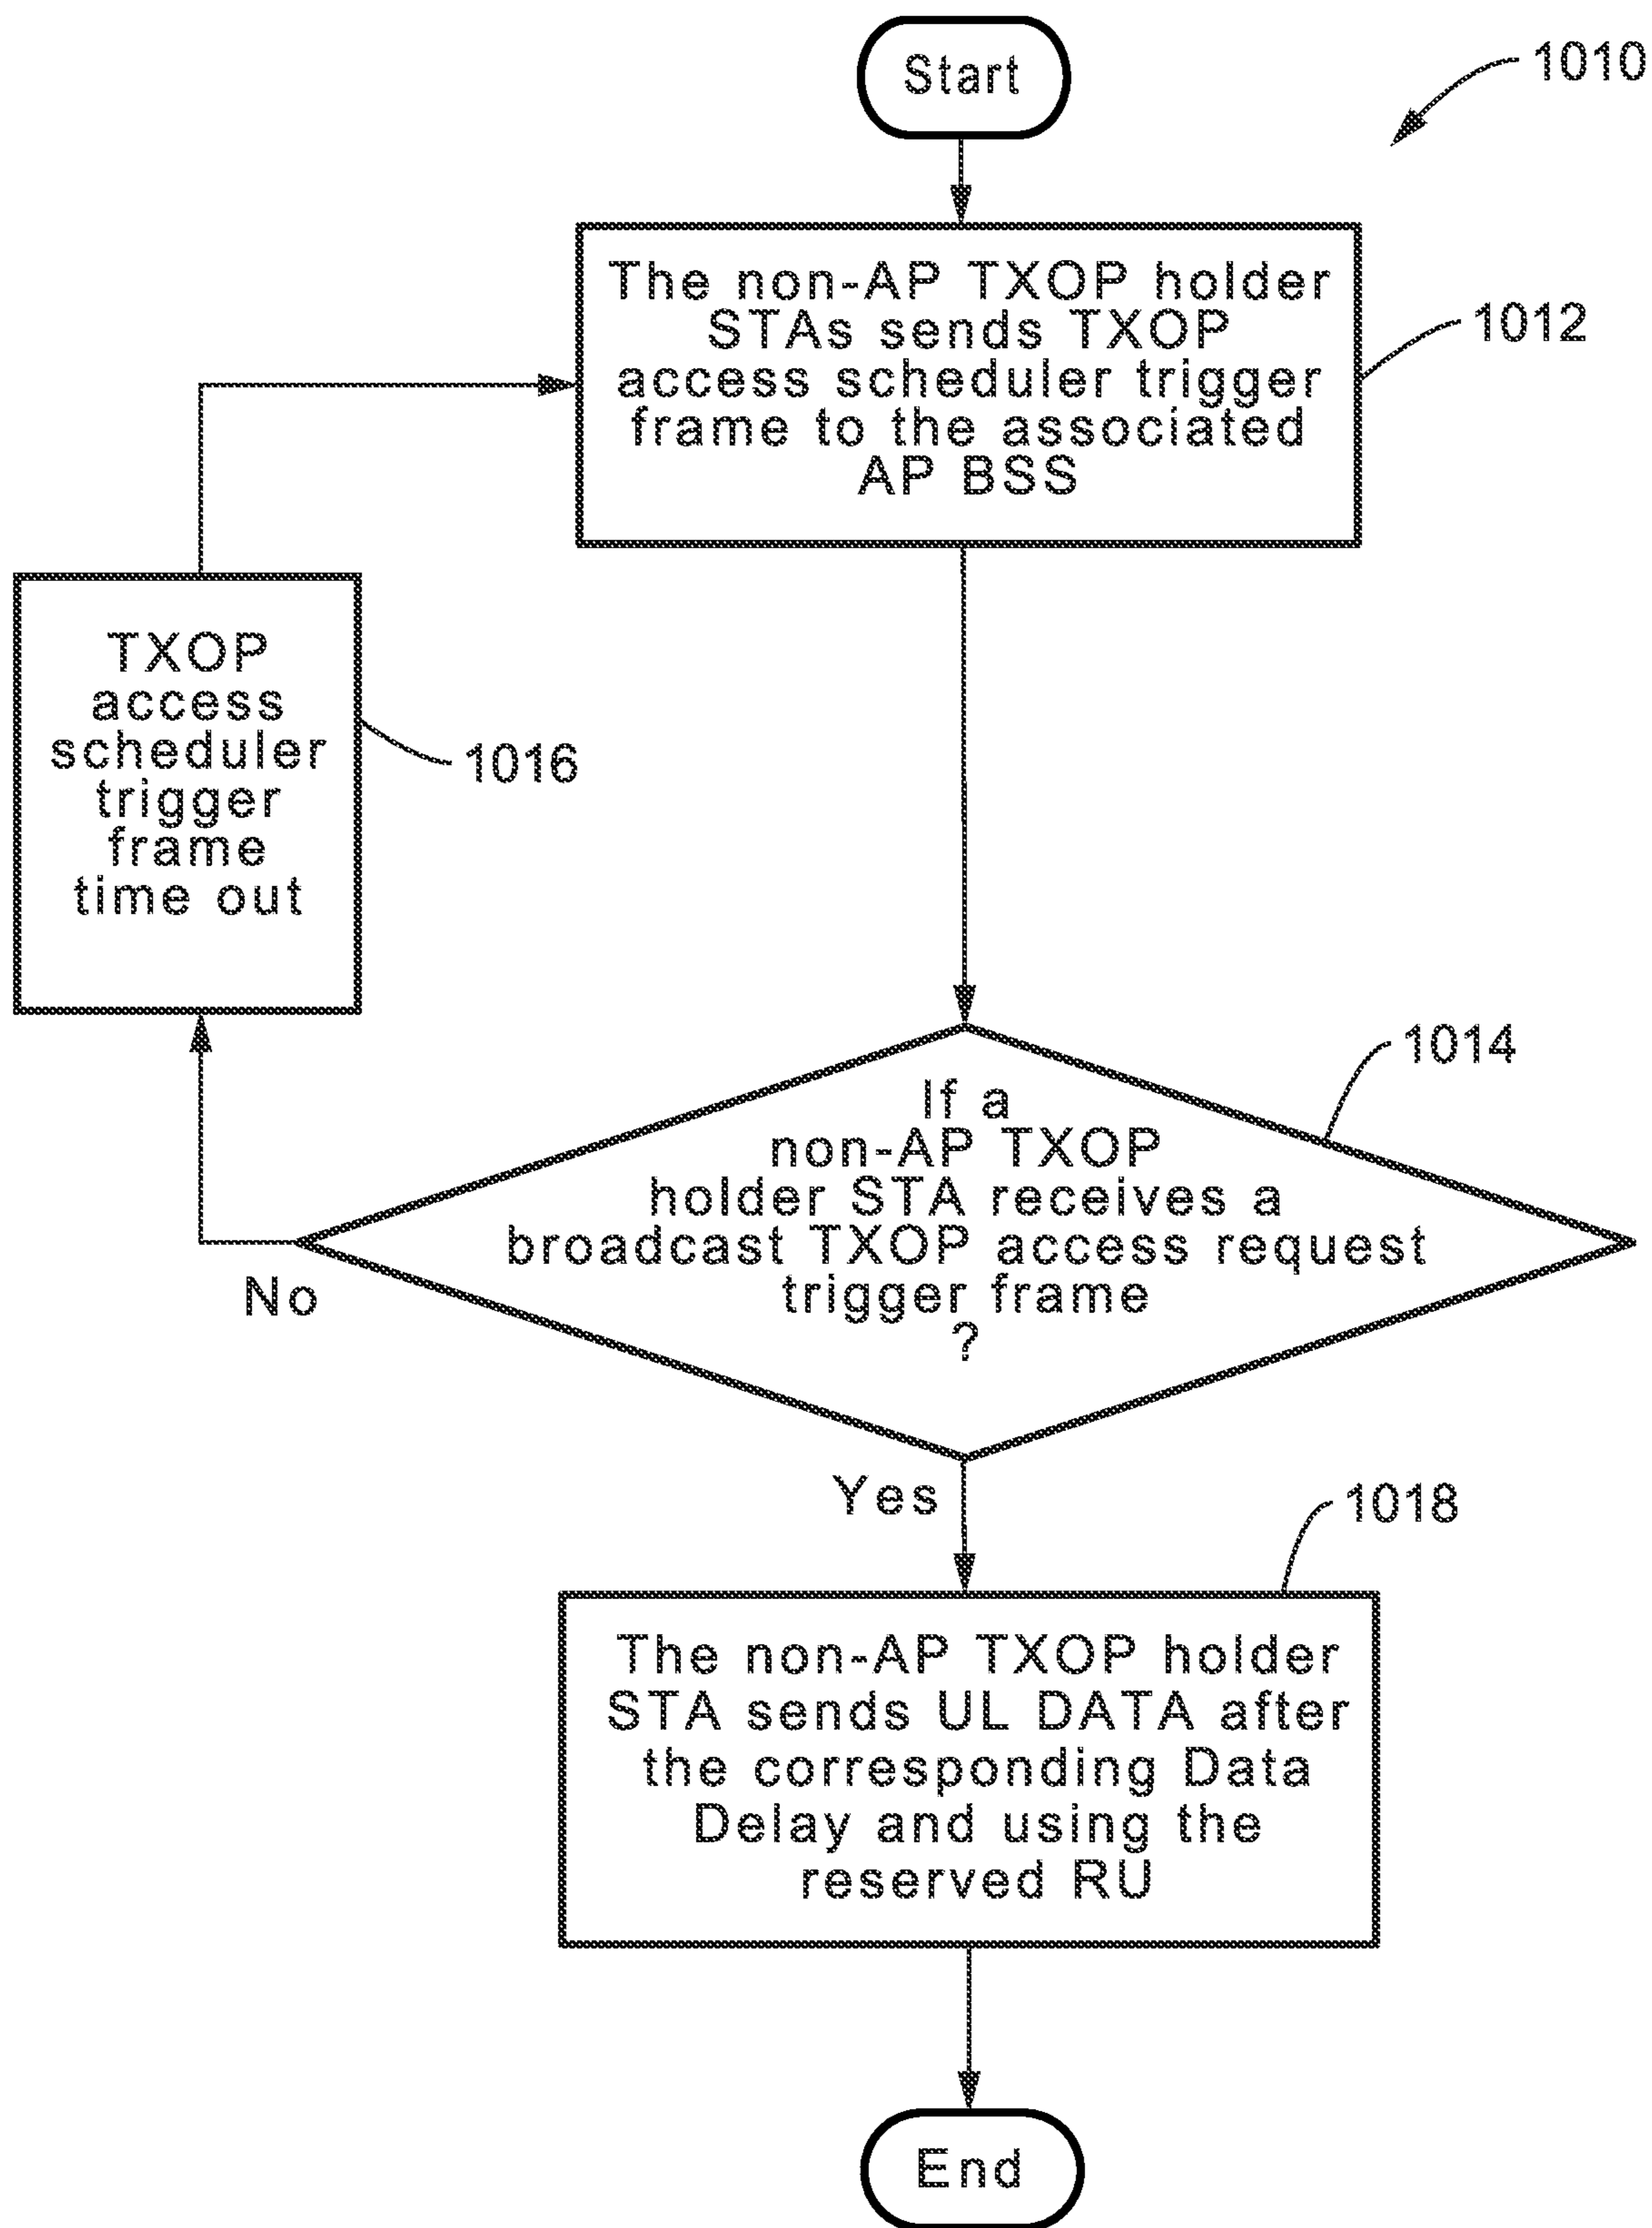 Start
1010
The non-AP TXOP holder
STAs sends TXOP
access scheduler trigger
frame to the associated
AP BSS
1012
TXOP
access
scheduler
trigger
frame
time out
1016
1014
If a
non-AP TXOP
holder STA receives a
broadcast TXOP access request
trigger frame
?
No
Yes
1018
The non-AP TXOP holder
STA sends UL DATA after
the corresponding Data
Delay and using the
reserved RU
End